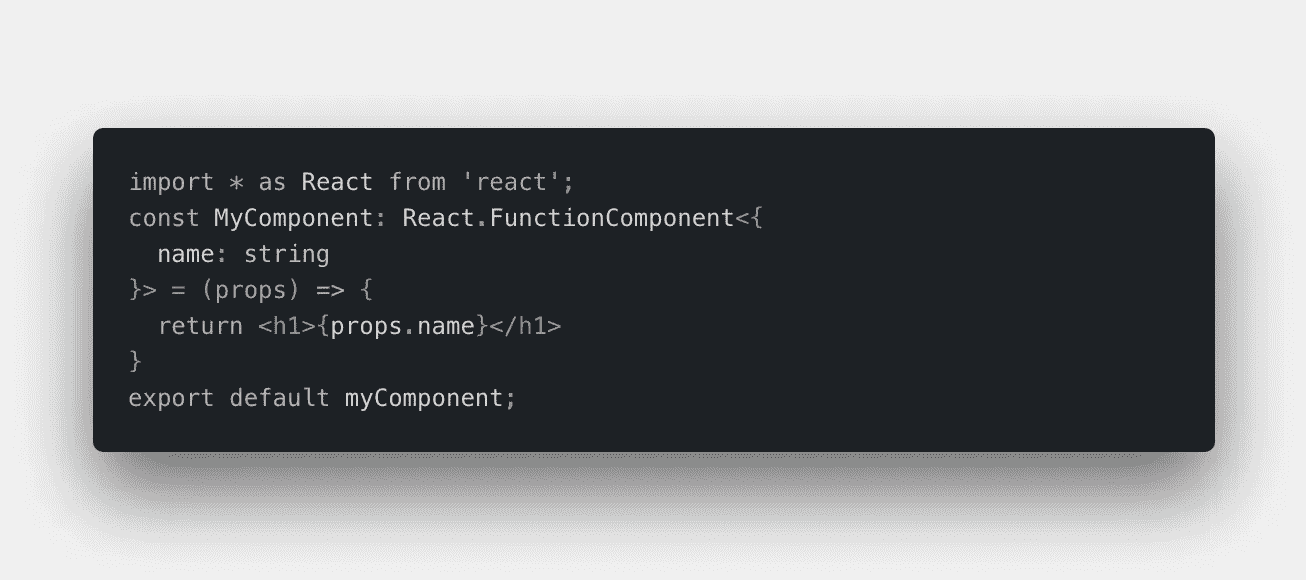 import * as React from 'react';
const MyComponent: React.FunctionComponent<{
  name: string
}> = (props) => {
  return <h1>{props.name}</h1>
}
export default myComponent;